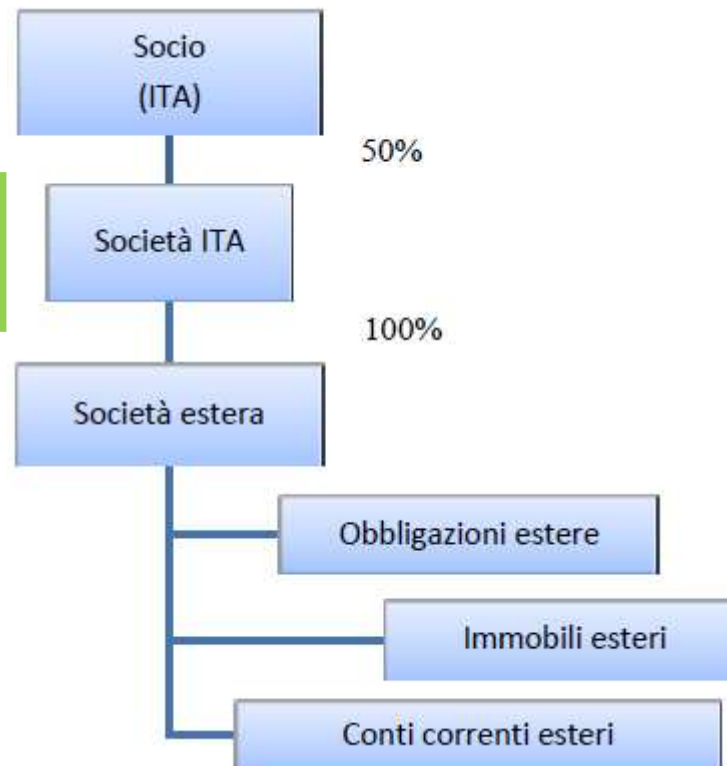 Socio
(ITA)
50%
Società ITA
100%
Società estera
Obbligazioni estere
Immobili esteri
Conti correnti esteri